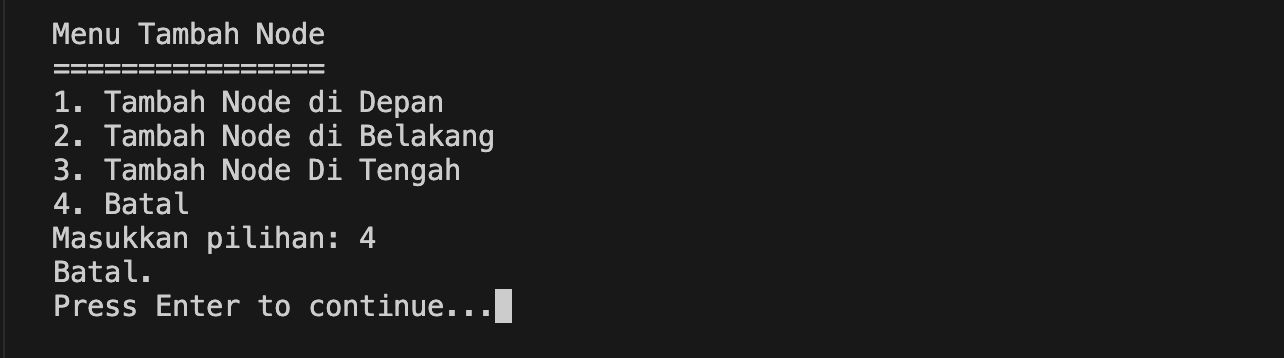 Menu Tambah Node
================
1. Tambah Node di Depan
2. Tambah Node di Belakang
3. Tambah Node Di Tengah
4. Batal
Masukkan pilihan: 4
Batal.
Press Enter to continue...